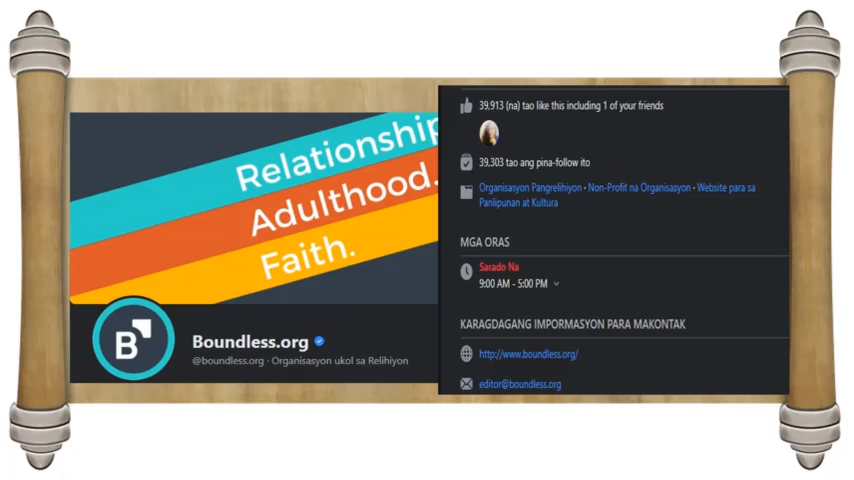 Relationship
Adulthood.
Faith.
B
Boundless.org
@boundless.org · Organisasyon ukol sa Relihiyon
39,913 (na) tao like this including 1 of your friends
39,303 tao ang pina-follow ito
Organisasyon Pangrelihiyon · Non-Profit na Organisasyon · Website para sa
Panlipunan at Kultura
MGA ORAS
Sarado Na
9:00 AM - 5:00 PM
KARAGDAGANG IMPORMASYON PARA MAKONTAK
http://www.boundless.org/
editor@boundless.org